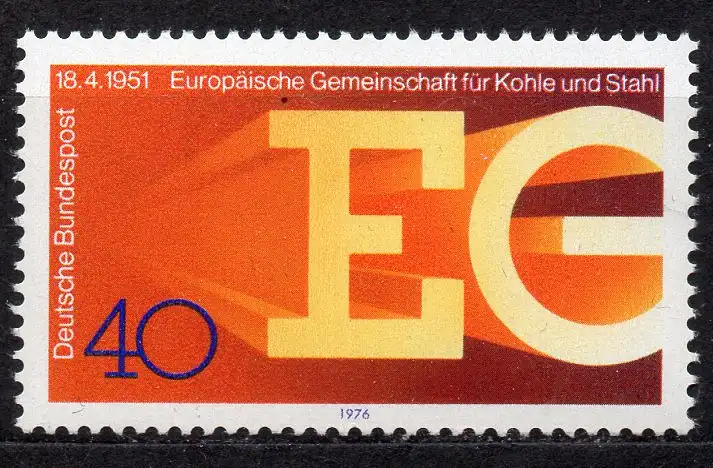 18.4.1951 Europäische Gemeinschaft für Kohle und Stahl
Deutsche Bundespost
EG
40
1976